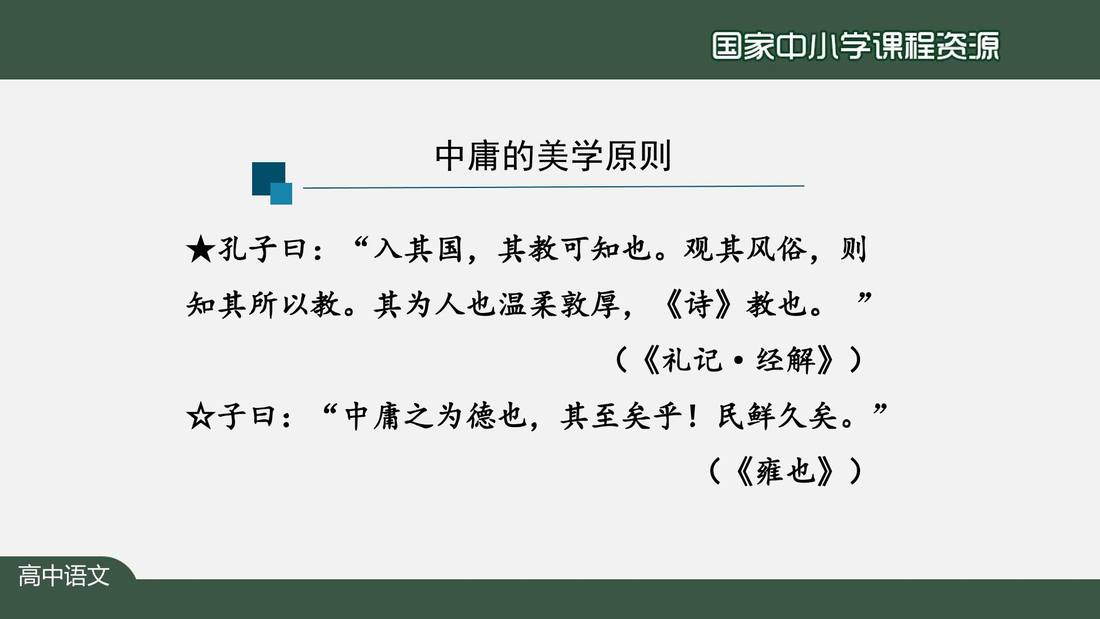 国家中小学课程资源
中庸的美学原则
★孔子曰：“入其国，其教可知也。观其风俗，则
知其所以教。其为人也温柔敦厚，《诗》教也。 ”
（《礼记·经解》）
☆子曰：“中庸之为德也，其至矣乎！民鲜久矣。”
（《雍也》）
高中语文